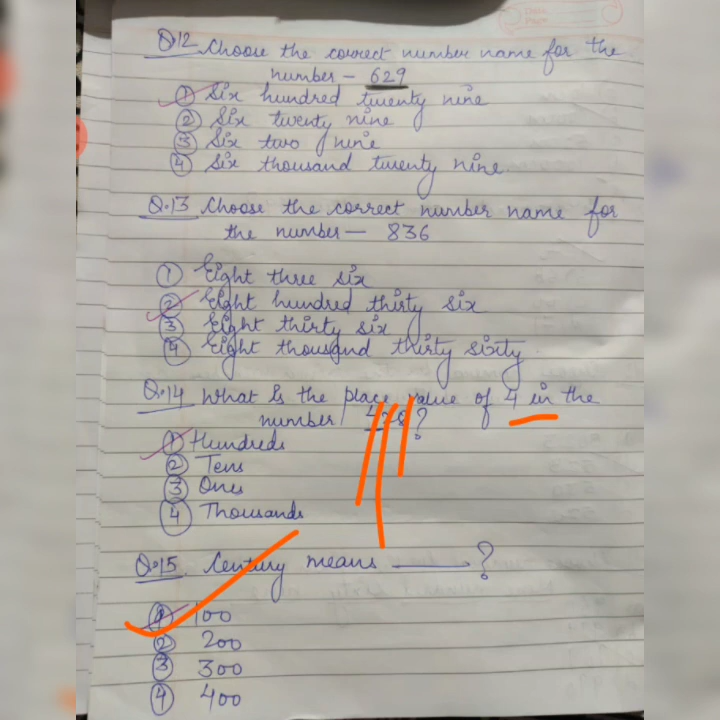 Q.12 Choose the correct number name for the
number - 629
1 Six hundred twenty nine
2 Six twenty nine
3 Six two nine
4 Six thousand twenty nine.
Q.13 Choose the correct number name for
the number - 836
1 Eight three six
2 Eight hundred thirty six
3 Eight thirty six
4 Eight thousand thirty sixty
Q.14 What is the place value of 4 in the
number 478?
1 Hundreds
2 Tens
3 Ones
4 Thousands
Q.15. Century means ———?
1 100
2 200
3 300
4 400